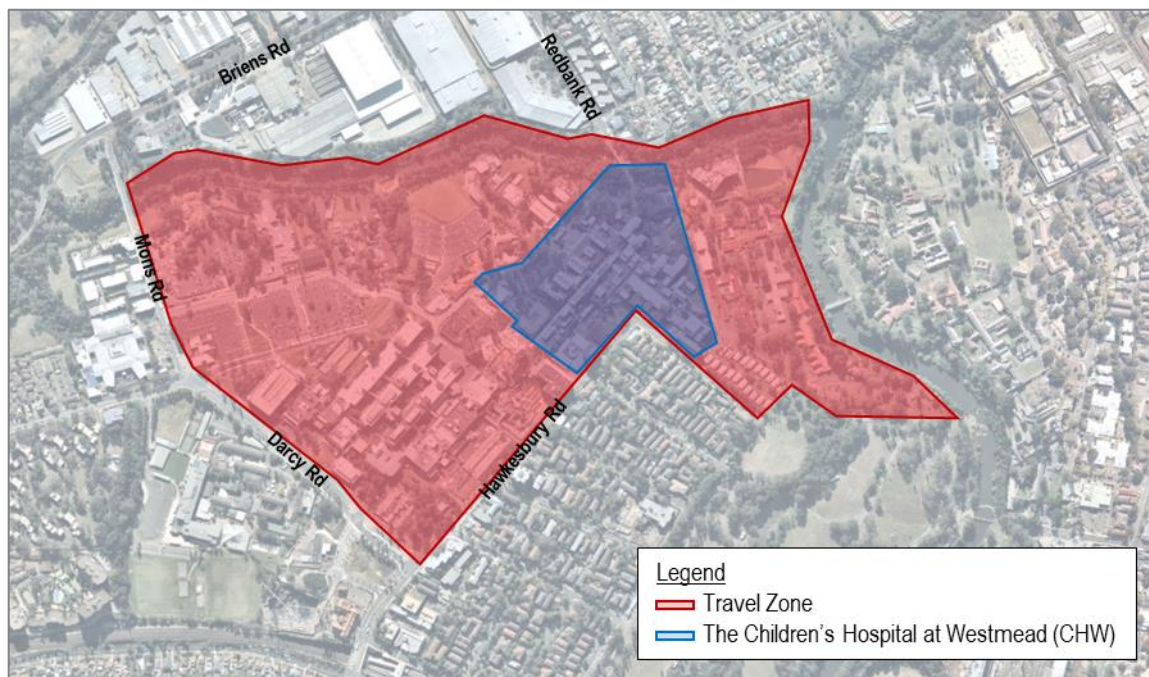 Briens Rd
Redbank Rd
Mons Rd
Darcy Rd
Hawkesbury Rd
Legend
Travel Zone
The Children's Hospital at Westmead (CHW)